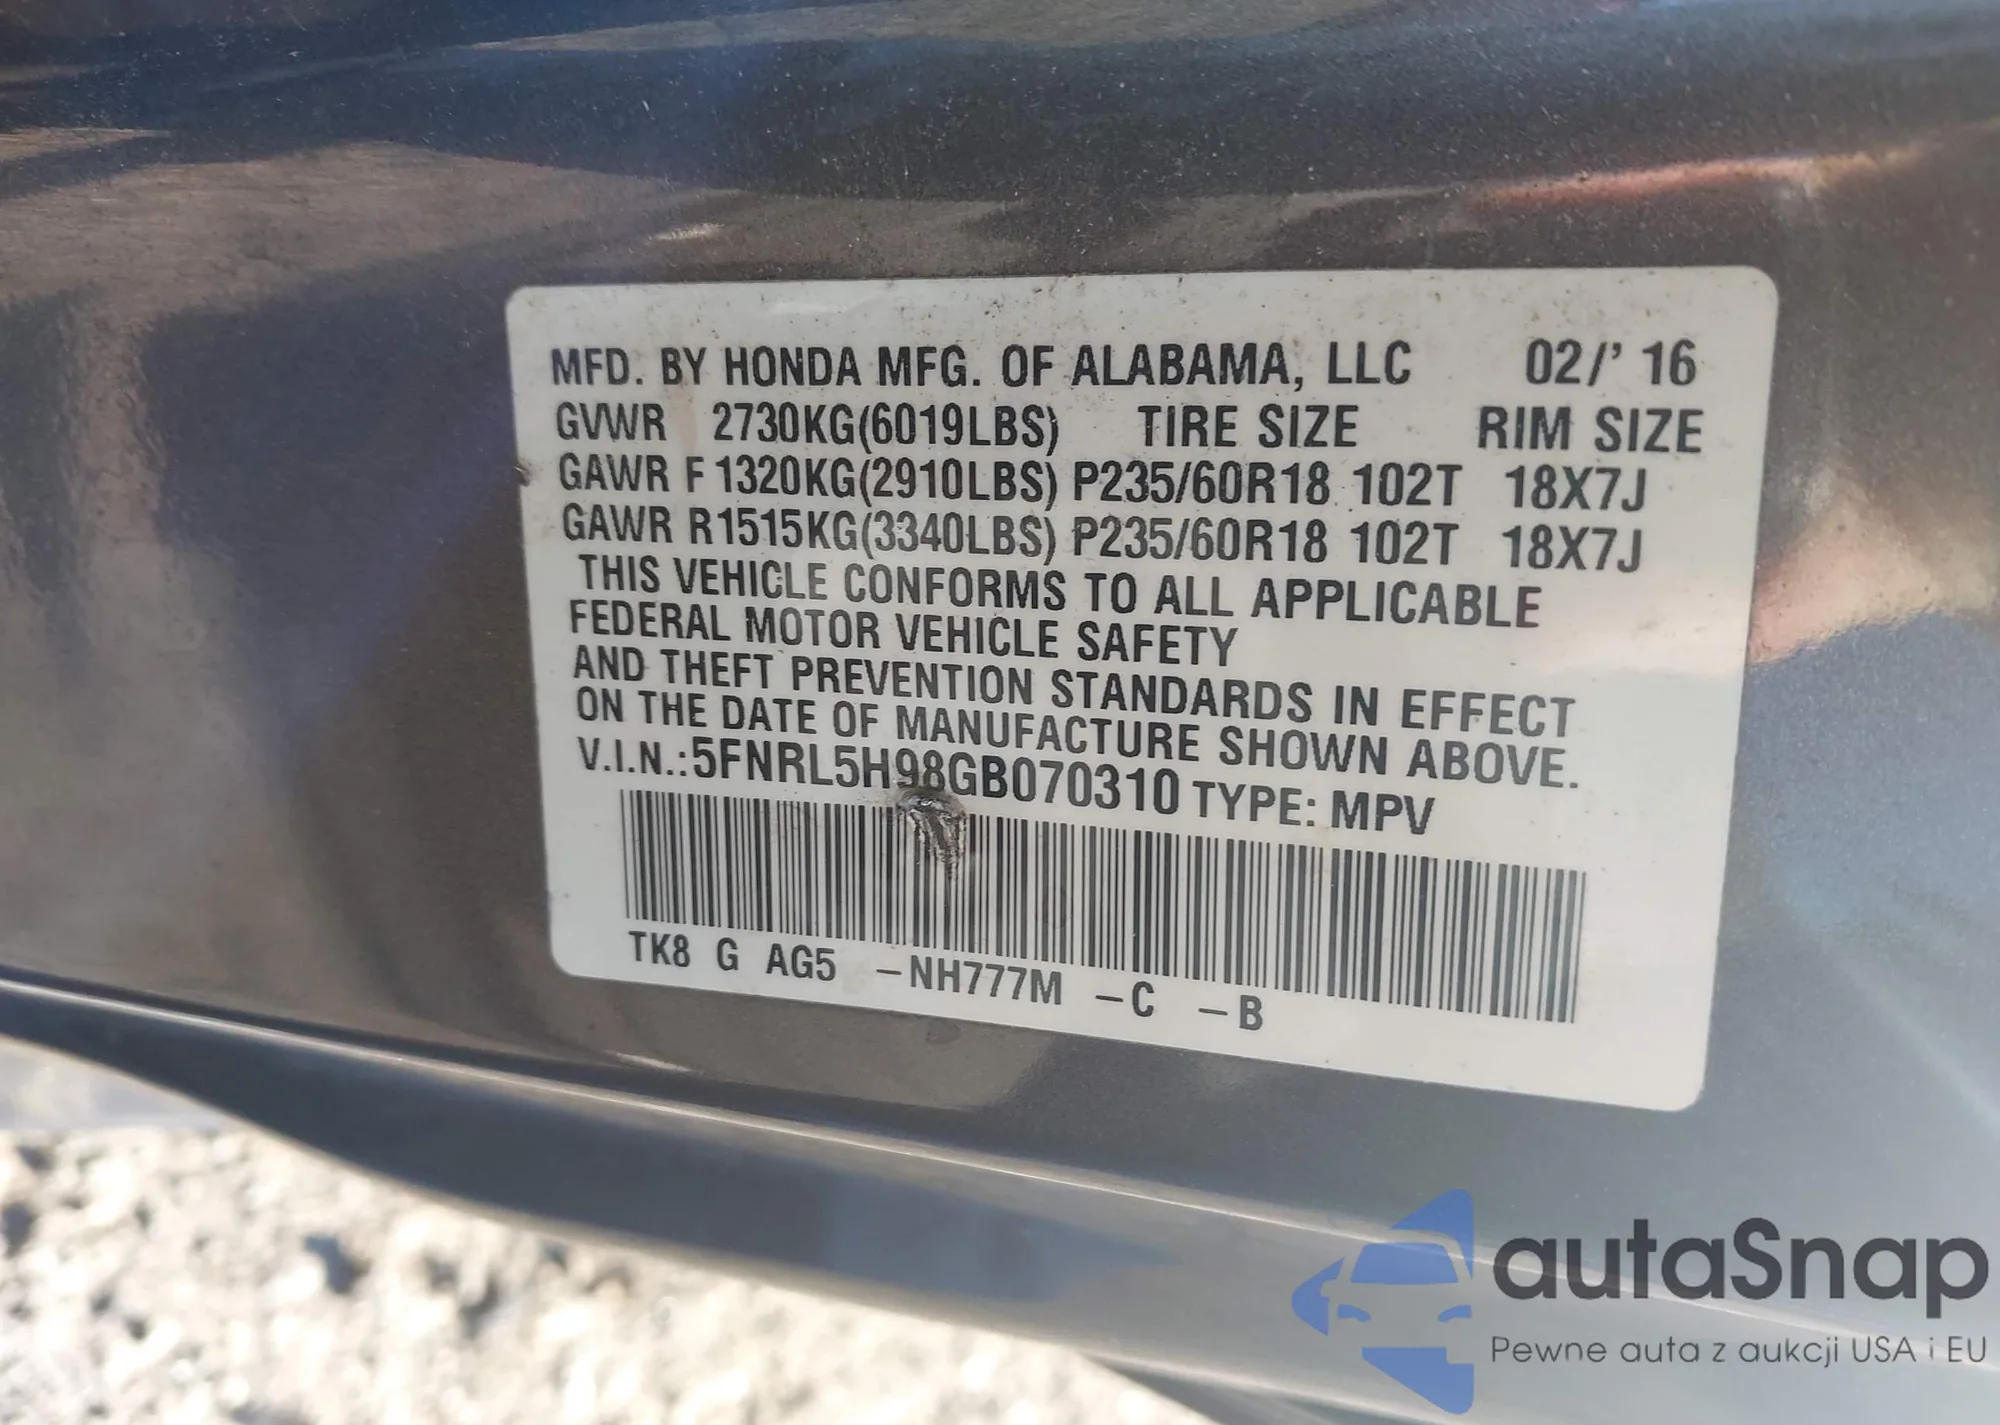 MFD. BY HONDA MFG. OF ALABAMA, LLC 02/' 16
GVWR 2730KG(6019LBS) TIRE SIZE RIM SIZE
GAWR F 1320KG(2910LBS) P235/60R18 102T 18X7J
GAWR R1515KG(3340LBS) P235/60R18 102T 18X7J
THIS VEHICLE CONFORMS TO ALL APPLICABLE
FEDERAL MOTOR VEHICLE SAFETY
AND THEFT PREVENTION STANDARDS IN EFFECT
ON THE DATE OF MANUFACTURE SHOWN ABOVE.
V.I.N.:5FNRL5H98GB070310 TYPE: MPV
TK8 G AG5 -NH777M -C -B
autaSnap
Pewne auta z aukcji USA i EU